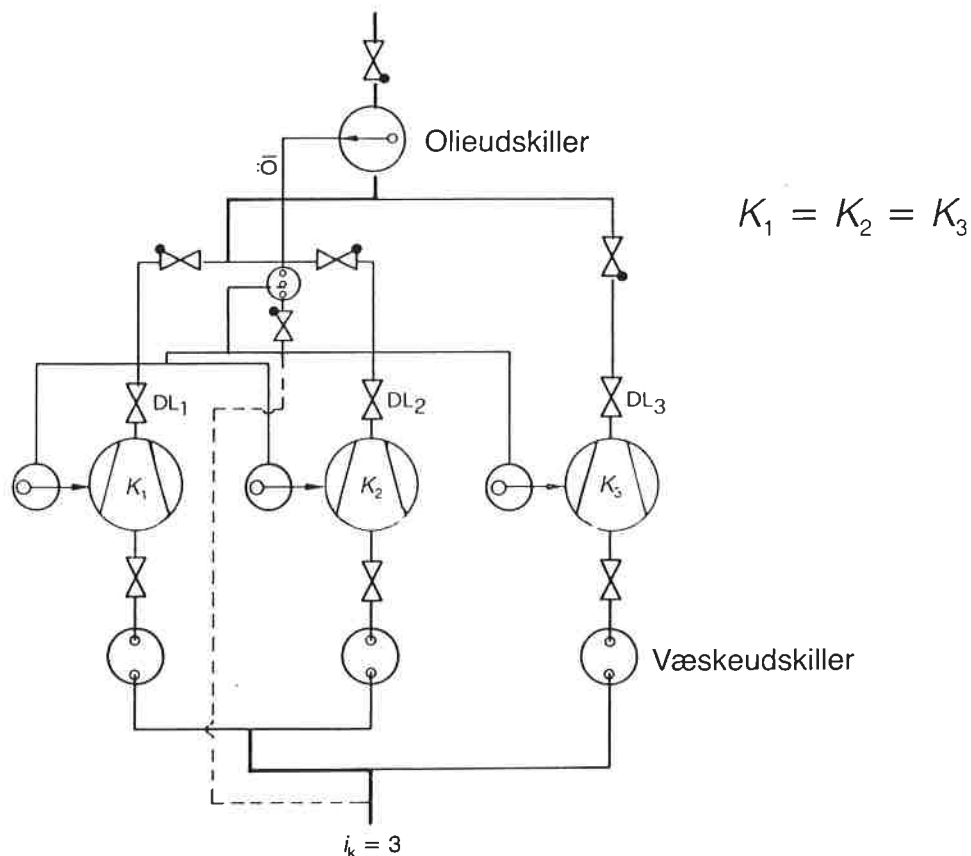 Olieudskiller
Öl
K₁ = K₂ = K₃
DL₁
DL₂
DL₃
K₁
K₂
K₃
Væskeudskiller
iₖ = 3